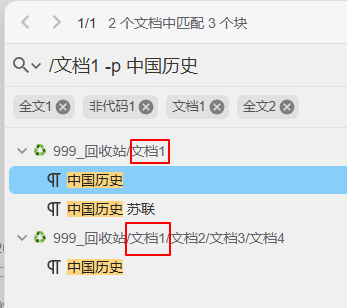 1/1 2 个文档中匹配 3 个块
/文档1 -p 中国历史
全文1 非代码1 文档1 全文2
999_回收站/文档1
中国历史
中国历史 苏联
999_回收站/文档1/文档2/文档3/文档4
中国历史